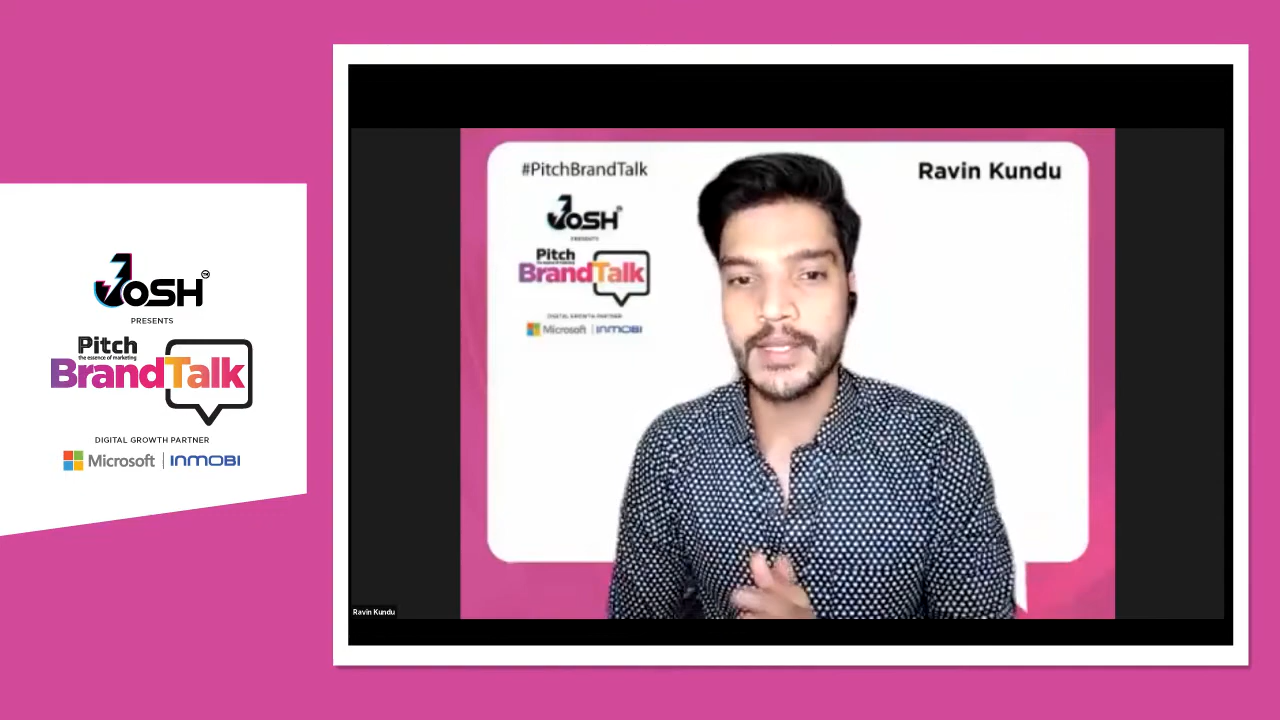 JOSH
TM
PRESENTS
Pitch
the essence of marketing
BrandTalk
DIGITAL GROWTH PARTNER
Microsoft | INMOBI
#PitchBrandTalk
Ravin Kundu
JOSH
PRESENTS
Pitch
BrandTalk
DIGITAL GROWTH PARTNER
Microsoft | INMOBI
Ravin Kundu